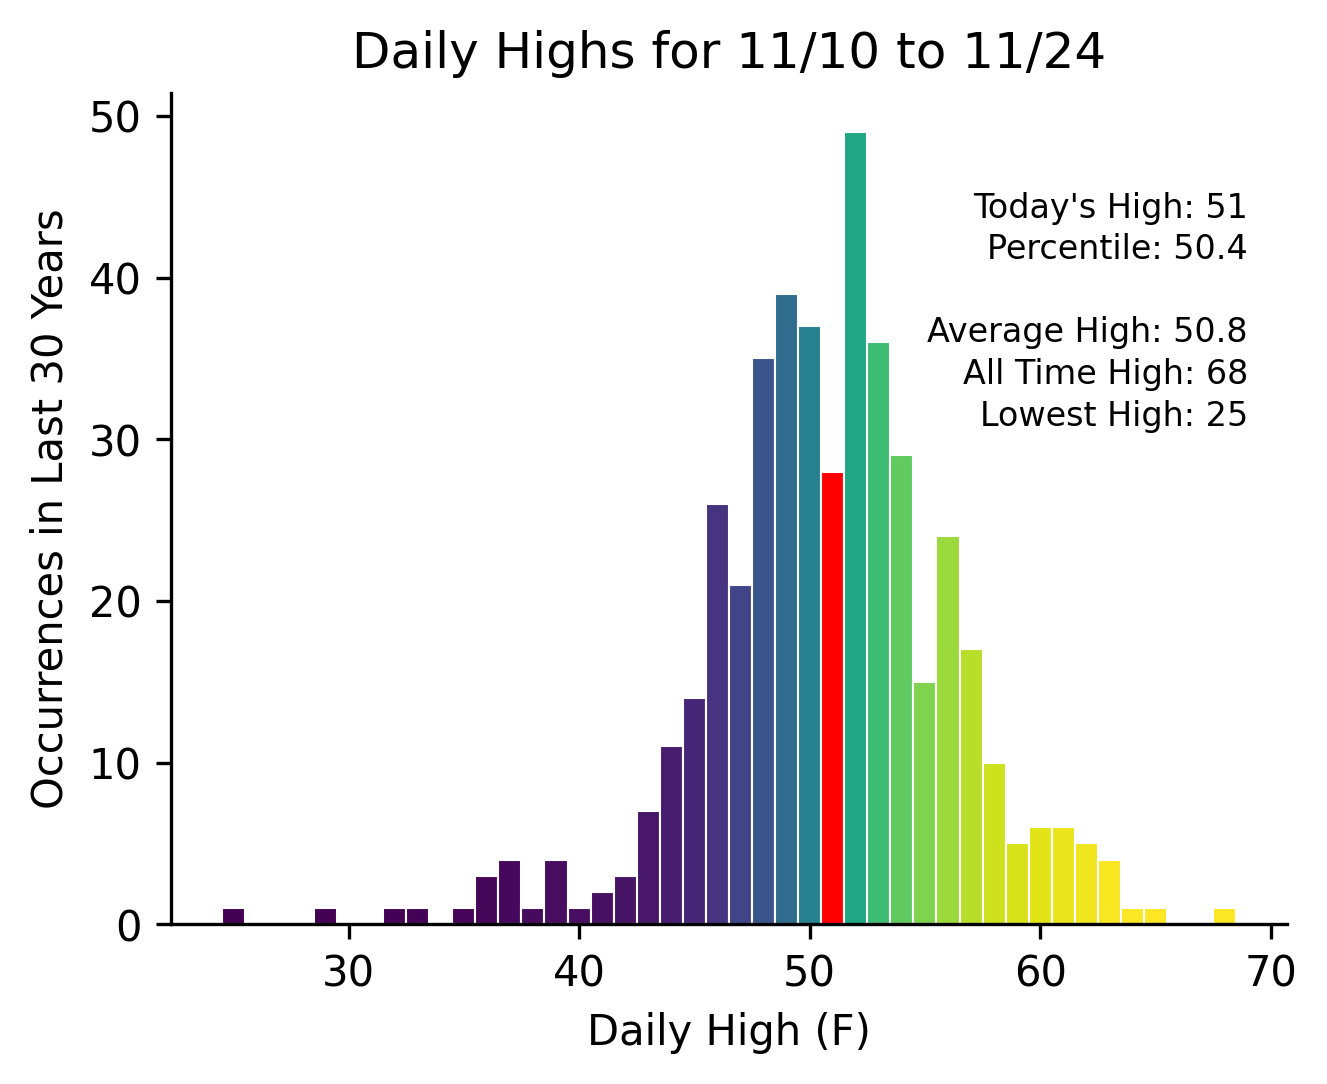 Daily Highs for 11/10 to 11/24
50
40
30
20
10
0
Occurrences in Last 30 Years
Today's High: 51
Percentile: 50.4
Average High: 50.8
All Time High: 68
Lowest High: 25
30 40 50 60 70
Daily High (F)